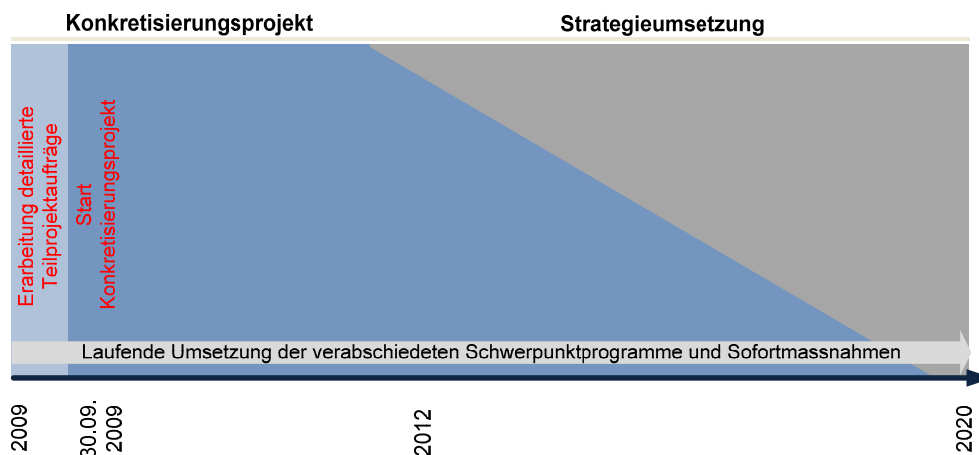 Konkretisierungsprojekt
Strategieumsetzung
Erarbeitung detaillierte
Teilprojektaufträge
Start
Konkretisierungsprojekt
Laufende Umsetzung der verabschiedeten Schwerpunktprogramme und Sofortmassnahmen
2009
30.09.
2009
2012
2020